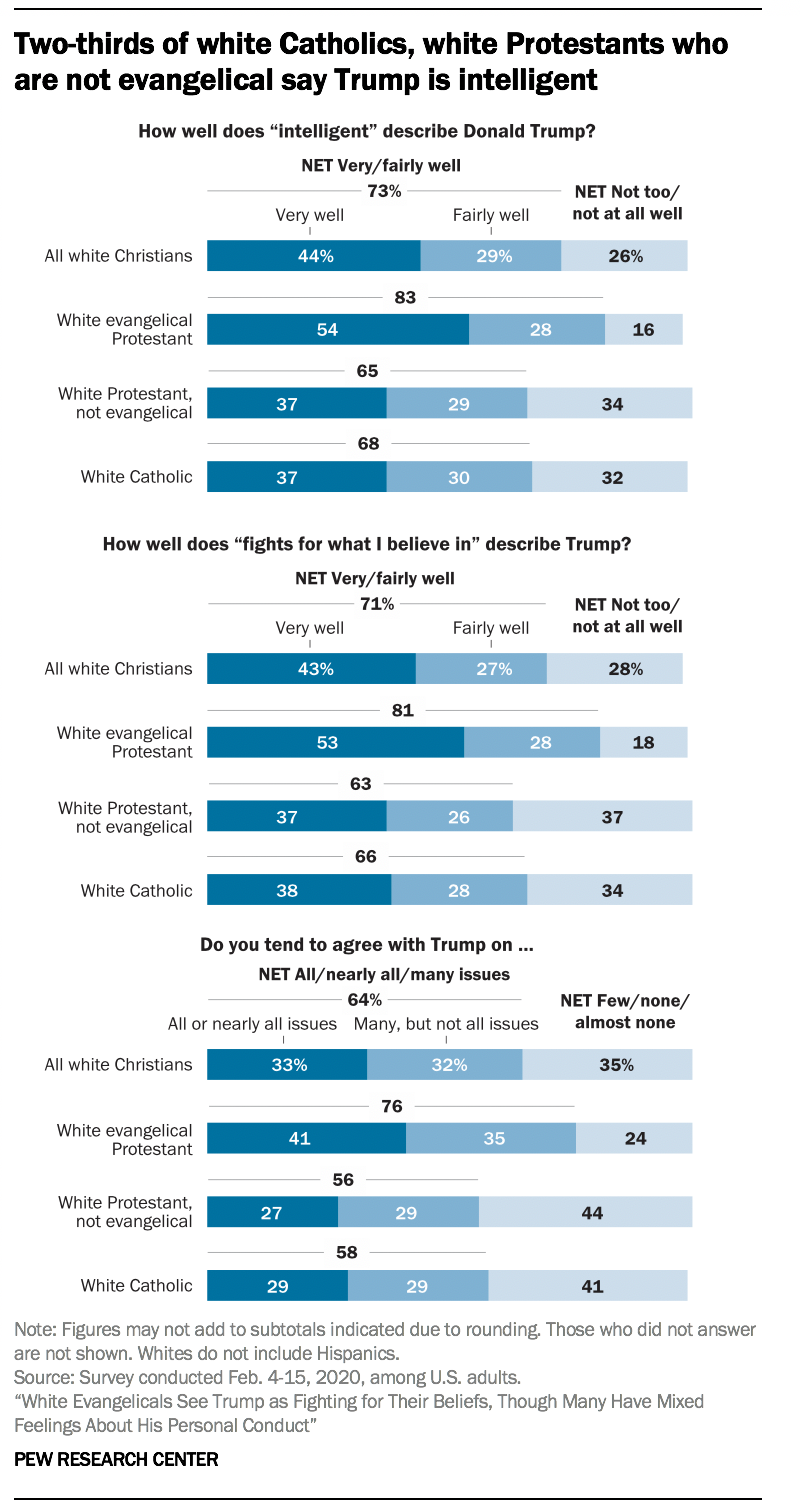 Two-thirds of white Catholics, white Protestants who
are not evangelical say Trump is intelligent
How well does “intelligent” describe Donald Trump?
NET Very/fairly well
73%
NET Not too/
not at all well
Very well
Fairly well
All white Christians
44%
29%
26%
83
White evangelical
Protestant
54
28
16
65
White Protestant,
not evangelical
37
29
34
68
White Catholic
37
30
32
How well does “fights for what I believe in” describe Trump?
NET Very/fairly well
71%
NET Not too/
not at all well
Very well
Fairly well
All white Christians
43%
27%
28%
81
White evangelical
Protestant
53
28
18
63
White Protestant,
not evangelical
37
26
37
66
White Catholic
38
28
34
Do you tend to agree with Trump on ...
NET All/nearly all/many issues
64%
NET Few/none/
almost none
All or nearly all issues
Many, but not all issues
All white Christians
33%
32%
35%
76
White evangelical
Protestant
41
35
24
56
White Protestant,
not evangelical
27
29
44
58
White Catholic
29
29
41
Note: Figures may not add to subtotals indicated due to rounding. Those who did not answer
are not shown. Whites do not include Hispanics.
Source: Survey conducted Feb. 4-15, 2020, among U.S. adults.
“White Evangelicals See Trump as Fighting for Their Beliefs, Though Many Have Mixed
Feelings About His Personal Conduct”
PEW RESEARCH CENTER